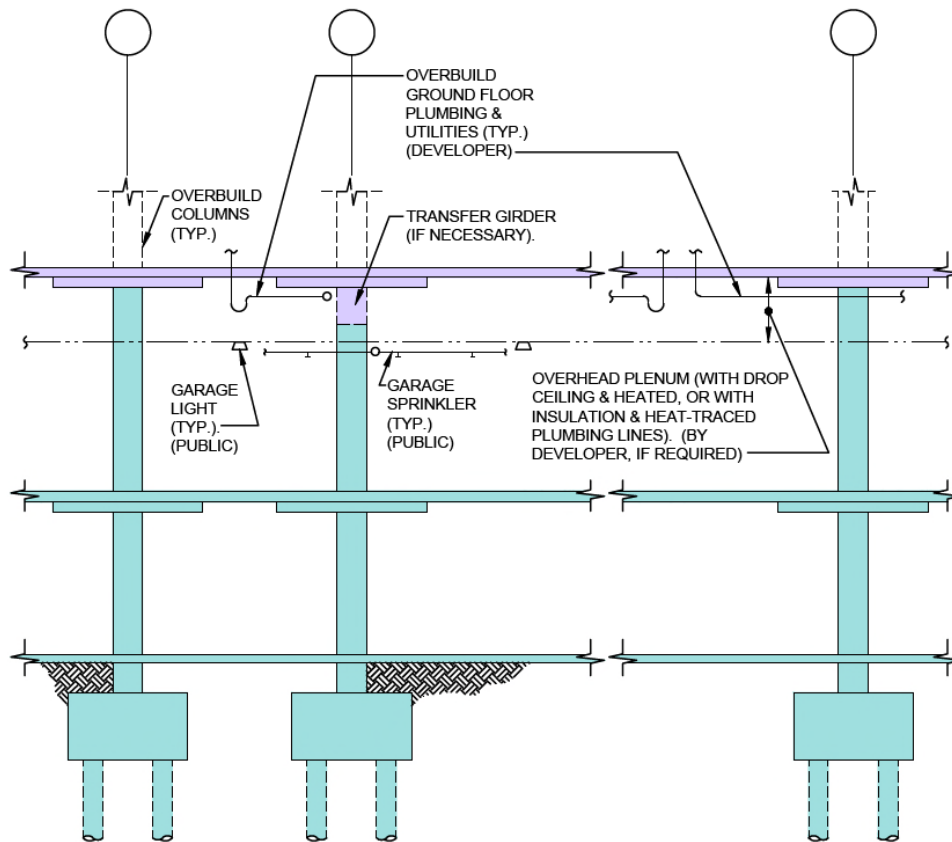 OVERBUILD
GROUND FLOOR
PLUMBING &
UTILITIES (TYP.)
(DEVELOPER)
OVERBUILD
COLUMNS
(TYP.)
TRANSFER GIRDER
(IF NECESSARY).
GARAGE
LIGHT
(TYP.).
(PUBLIC)
GARAGE
SPRINKLER
(TYP.)
(PUBLIC)
OVERHEAD PLENUM (WITH DROP
CEILING & HEATED, OR WITH
INSULATION & HEAT-TRACED
PLUMBING LINES).  (BY
DEVELOPER, IF REQUIRED)